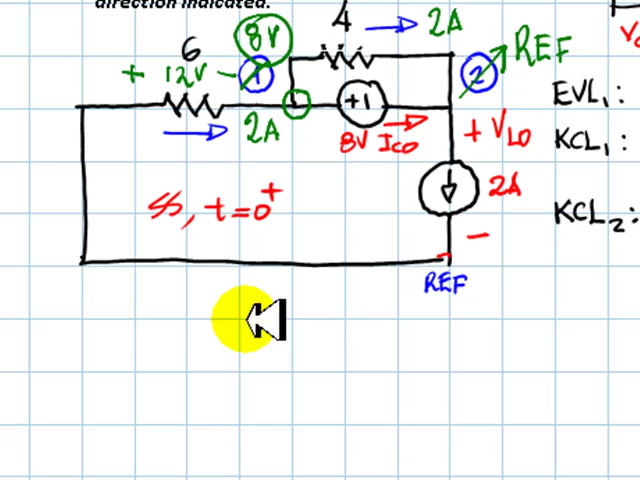 direction indicated.
4
2A
8V
REF
6
+ 12V -
1
2
EVL₁:
2A
+1
8V
Ico
+ VLO
KCL₁:
SS, t=0⁺
2A
KCL₂:
-
REF